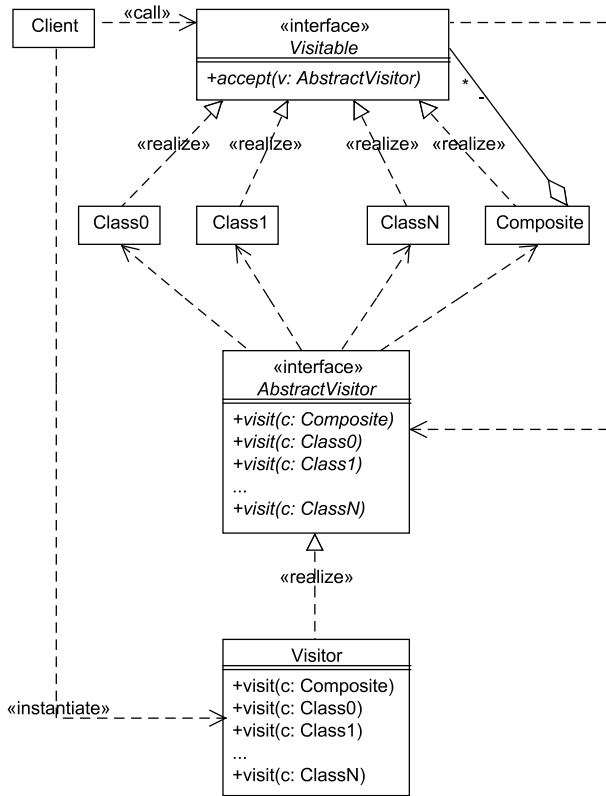 Client
«call»
«interface»
Visitable
+accept(v: AbstractVisitor)
*
-
«realize»
«realize»
«realize»
«realize»
Class0
Class1
ClassN
Composite
«interface»
AbstractVisitor
+visit(c: Composite)
+visit(c: Class0)
+visit(c: Class1)
...
+visit(c: ClassN)
«realize»
Visitor
+visit(c: Composite)
+visit(c: Class0)
+visit(c: Class1)
...
+visit(c: ClassN)
«instantiate»